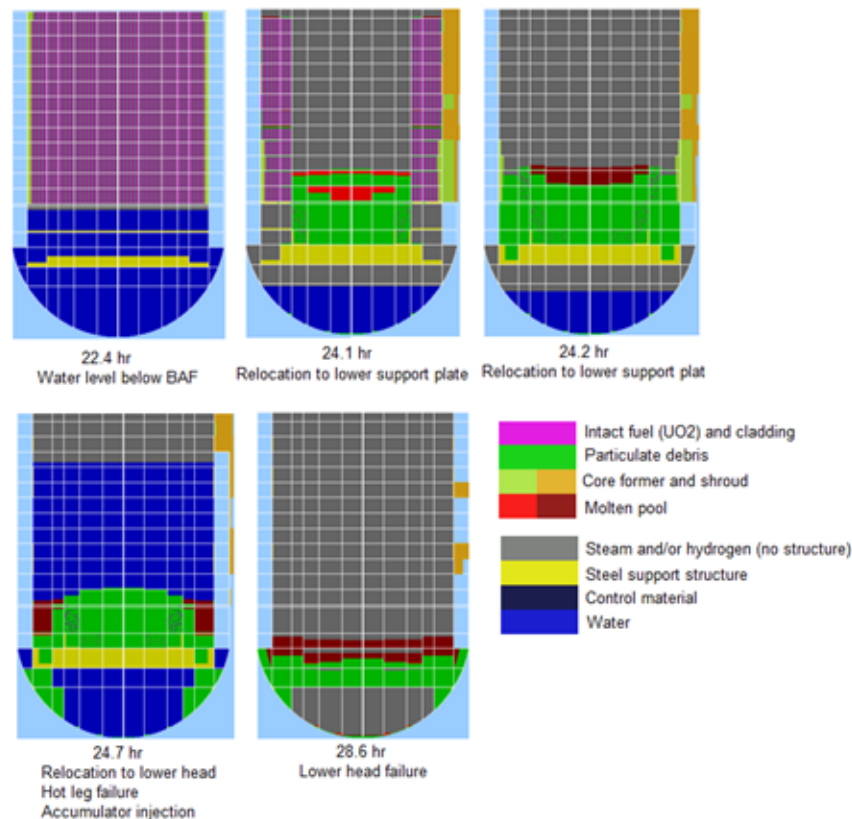 22.4 hr
Water level below BAF
24.1 hr
Relocation to lower support plate
24.2 hr
Relocation to lower support plat
24.7 hr
Relocation to lower head
Hot leg failure
Accumulator injection
28.6 hr
Lower head failure
Intact fuel (UO2) and cladding
Particulate debris
Core former and shroud
Molten pool
Steam and/or hydrogen (no structure)
Steel support structure
Control material
Water